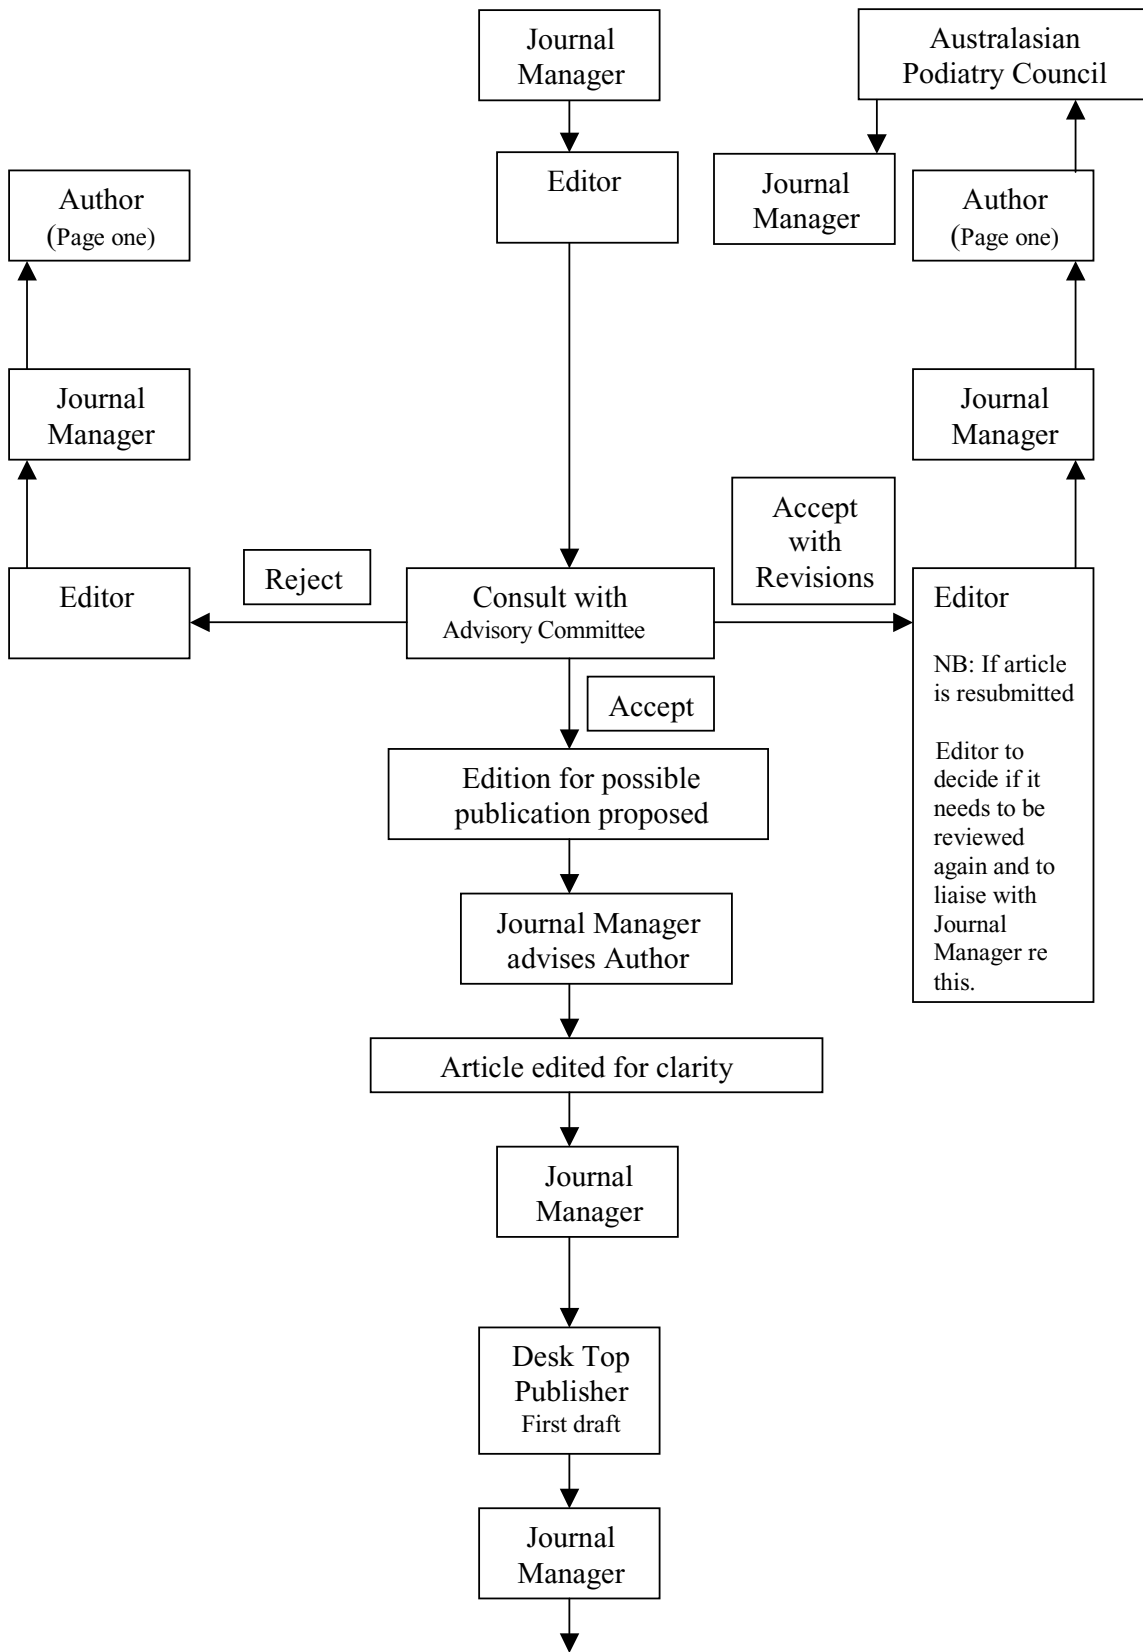 Journal
Manager
Australasian
Podiatry Council
Editor
Journal
Manager
Author
(Page one)
Author
(Page one)
Journal
Manager
Journal
Manager
Accept
with
Revisions
Reject
Editor
Consult with
Advisory Committee
Editor
NB: If article
is resubmitted
Editor to
decide if it
needs to be
reviewed
again and to
liaise with
Journal
Manager re
this.
Accept
Edition for possible
publication proposed
Journal Manager
advises Author
Article edited for clarity
Journal
Manager
Desk Top
Publisher
First draft
Journal
Manager